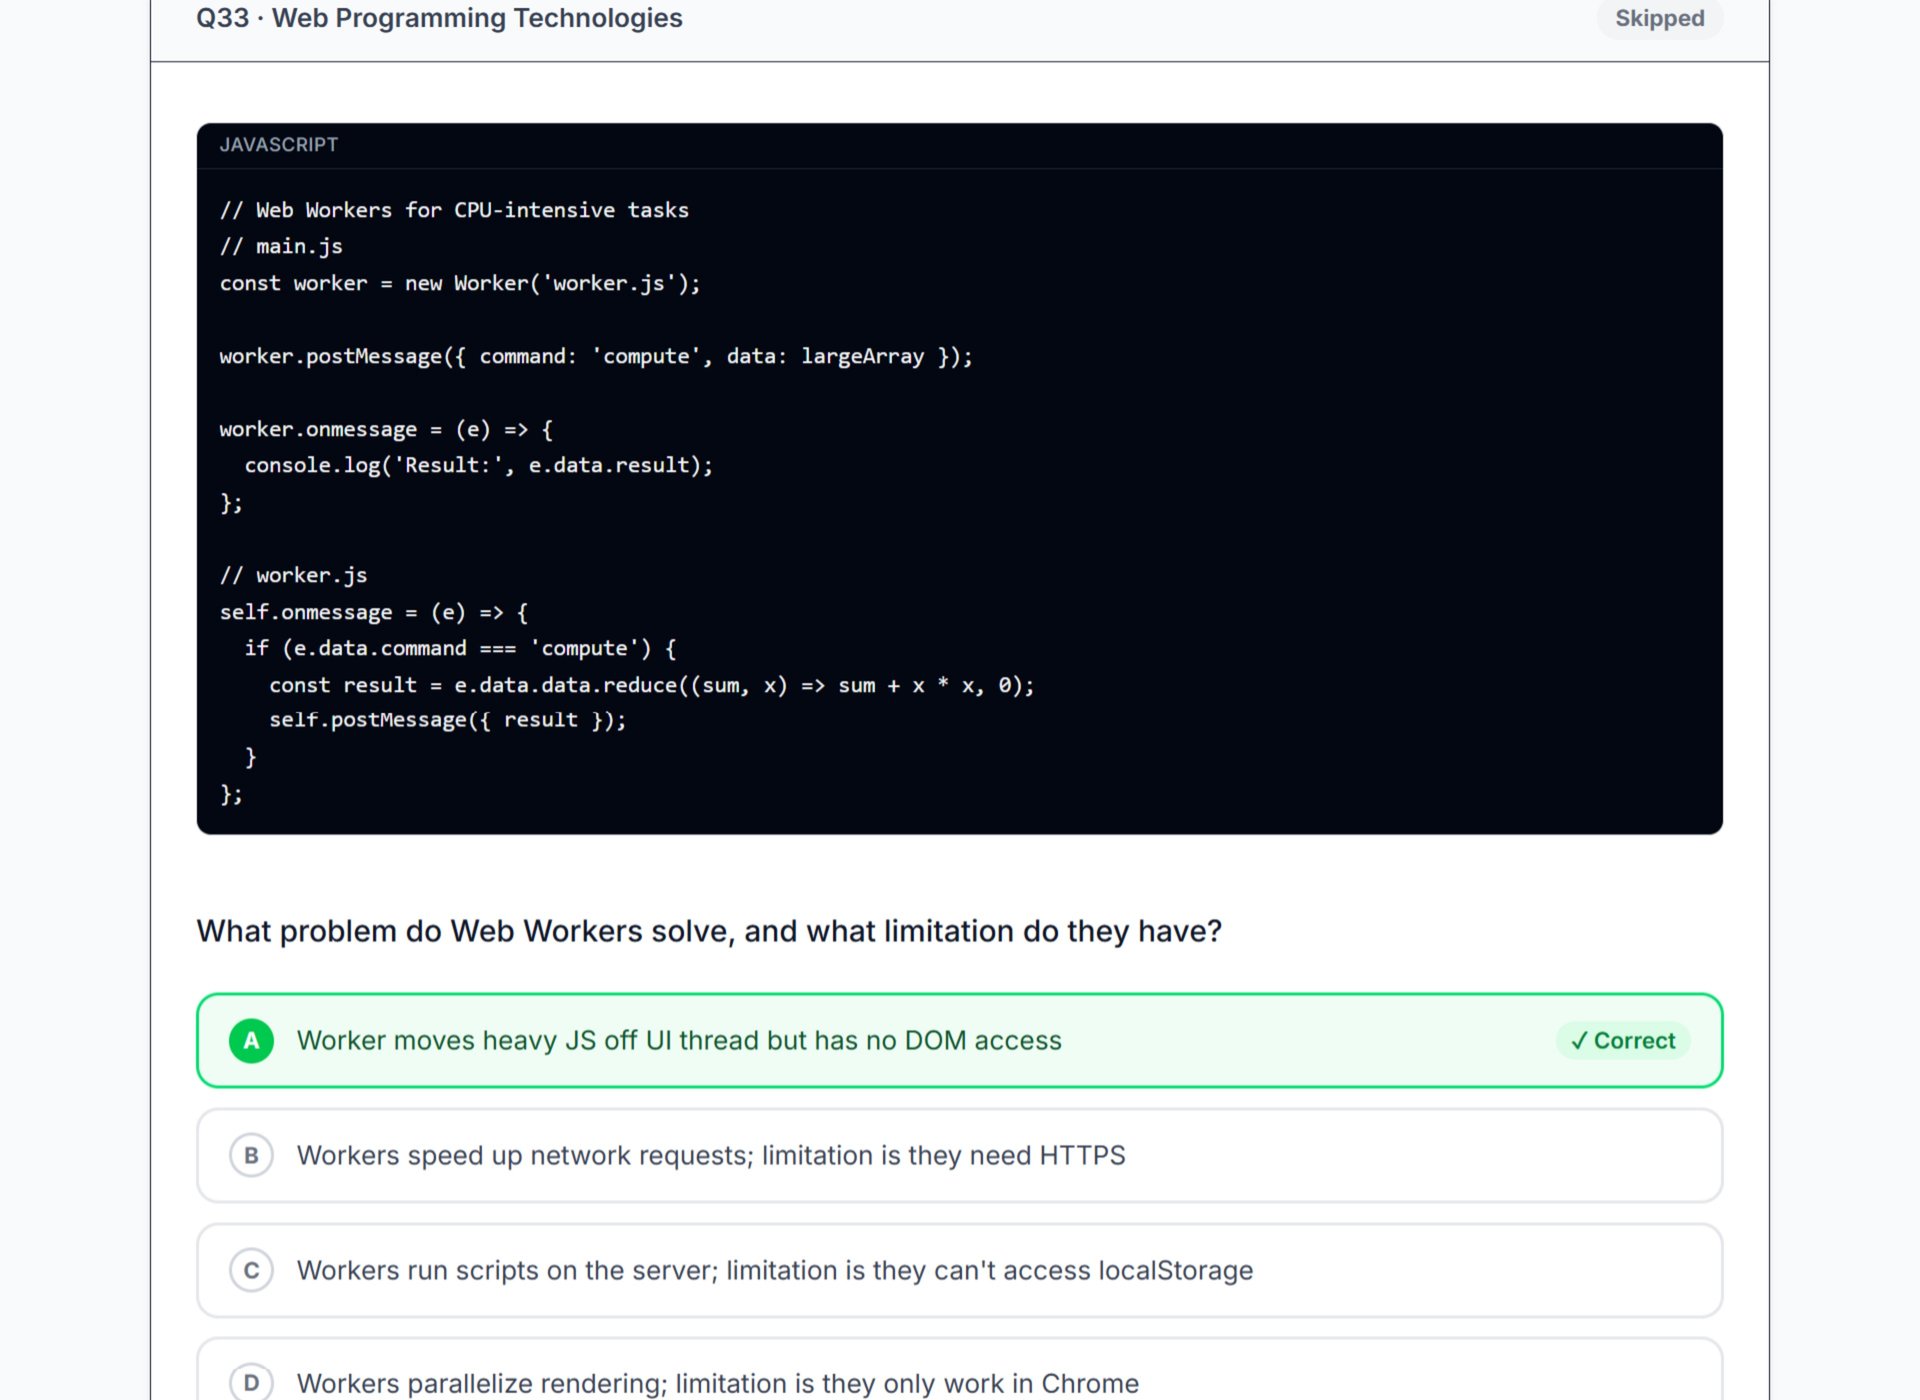 Q33 · Web Programming Technologies
Skipped
JAVASCRIPT
// Web Workers for CPU-intensive tasks
// main.js
const worker = new Worker('worker.js');
worker.postMessage({ command: 'compute', data: largeArray });
worker.onmessage = (e) => {
  console.log('Result:', e.data.result);
};
// worker.js
self.onmessage = (e) => {
  if (e.data.command === 'compute') {
    const result = e.data.data.reduce((sum, x) => sum + x * x, 0);
    self.postMessage({ result });
  }
};
What problem do Web Workers solve, and what limitation do they have?
A Worker moves heavy JS off UI thread but has no DOM access ✓ Correct
B Workers speed up network requests; limitation is they need HTTPS
C Workers run scripts on the server; limitation is they can't access localStorage
D Workers parallelize rendering; limitation is they only work in Chrome